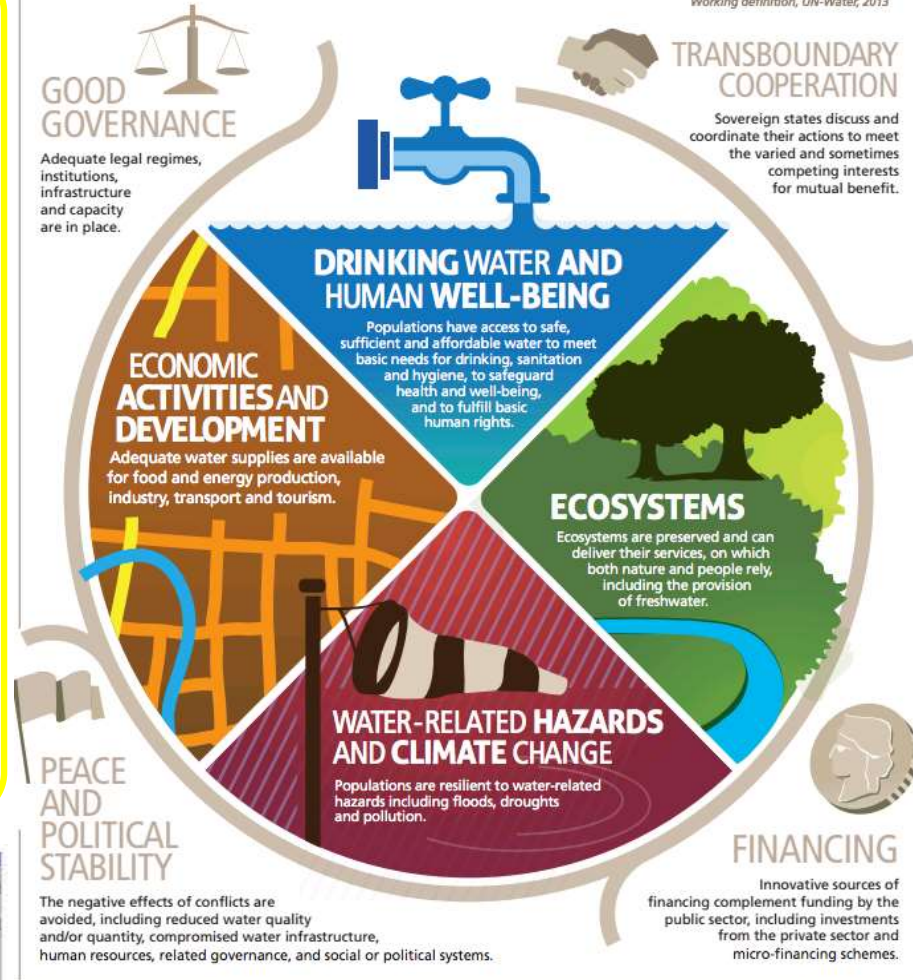 Working definition, UN-Water, 2013
GOOD
GOVERNANCE
Adequate legal regimes,
institutions,
infrastructure
and capacity
are in place.
TRANSBOUNDARY
COOPERATION
Sovereign states discuss and
coordinate their actions to meet
the varied and sometimes
competing interests
for mutual benefit.
DRINKING WATER AND
HUMAN WELL-BEING
Populations have access to safe,
sufficient and affordable water to meet
basic needs for drinking, sanitation
and hygiene, to safeguard
health and well-being,
and to fulfill basic
human rights.
ECONOMIC
ACTIVITIES AND
DEVELOPMENT
Adequate water supplies are available
for food and energy production,
industry, transport and tourism.
ECOSYSTEMS
Ecosystems are preserved and can
deliver their services, on which
both nature and people rely,
including the provision
of freshwater.
WATER-RELATED HAZARDS
AND CLIMATE CHANGE
Populations are resilient to water-related
hazards including floods, droughts
and pollution.
PEACE
AND
POLITICAL
STABILITY
The negative effects of conflicts are
avoided, including reduced water quality
and/or quantity, compromised water infrastructure,
human resources, related governance, and social or political systems.
FINANCING
Innovative sources of
financing complement funding by the
public sector, including investments
from the private sector and
micro-financing schemes.